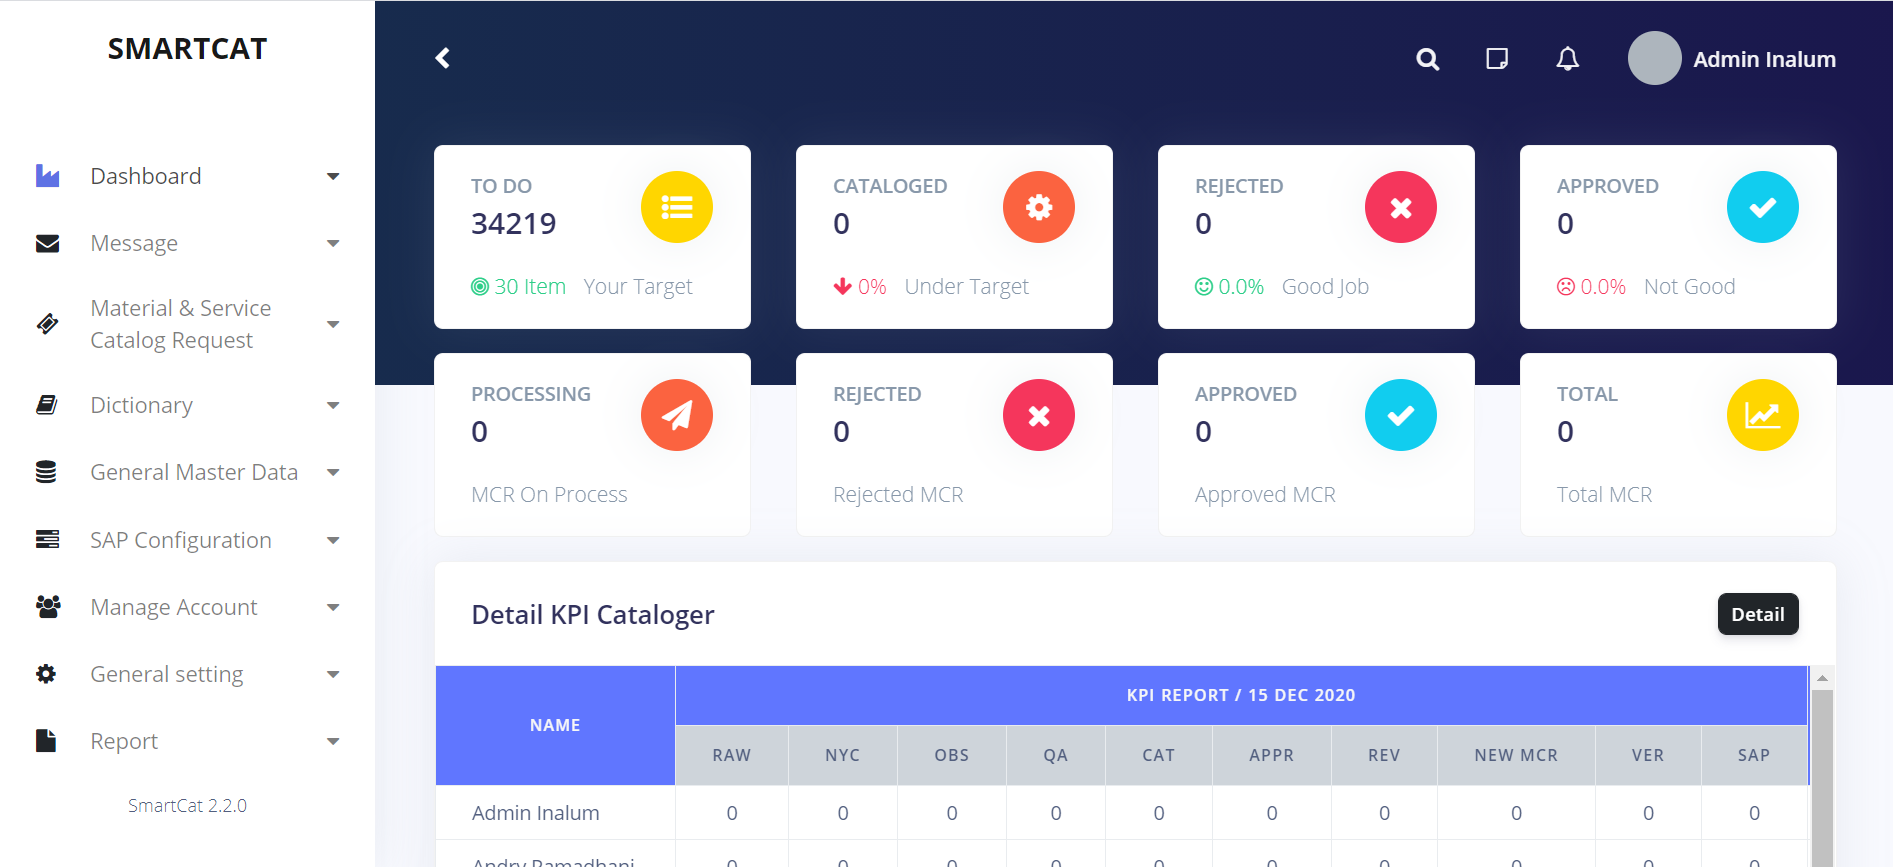 SMARTCAT
Admin Inalum
Dashboard
Message
Material & Service
Catalog Request
Dictionary
General Master Data
SAP Configuration
Manage Account
General setting
Report
SmartCat 2.2.0
TO DO
34219
30 Item Your Target
CATALOGED
0
0% Under Target
REJECTED
0
0.0% Good Job
APPROVED
0
0.0% Not Good
PROCESSING
0
MCR On Process
REJECTED
0
Rejected MCR
APPROVED
0
Approved MCR
TOTAL
0
Total MCR
Detail KPI Cataloger
Detail
NAME
KPI REPORT / 15 DEC 2020
RAW NYC OBS QA CAT APPR REV NEW MCR VER SAP
Admin Inalum 0 0 0 0 0 0 0 0 0 0
Andry Ramadhani 0 0 0 0 0 0 0 0 0 0